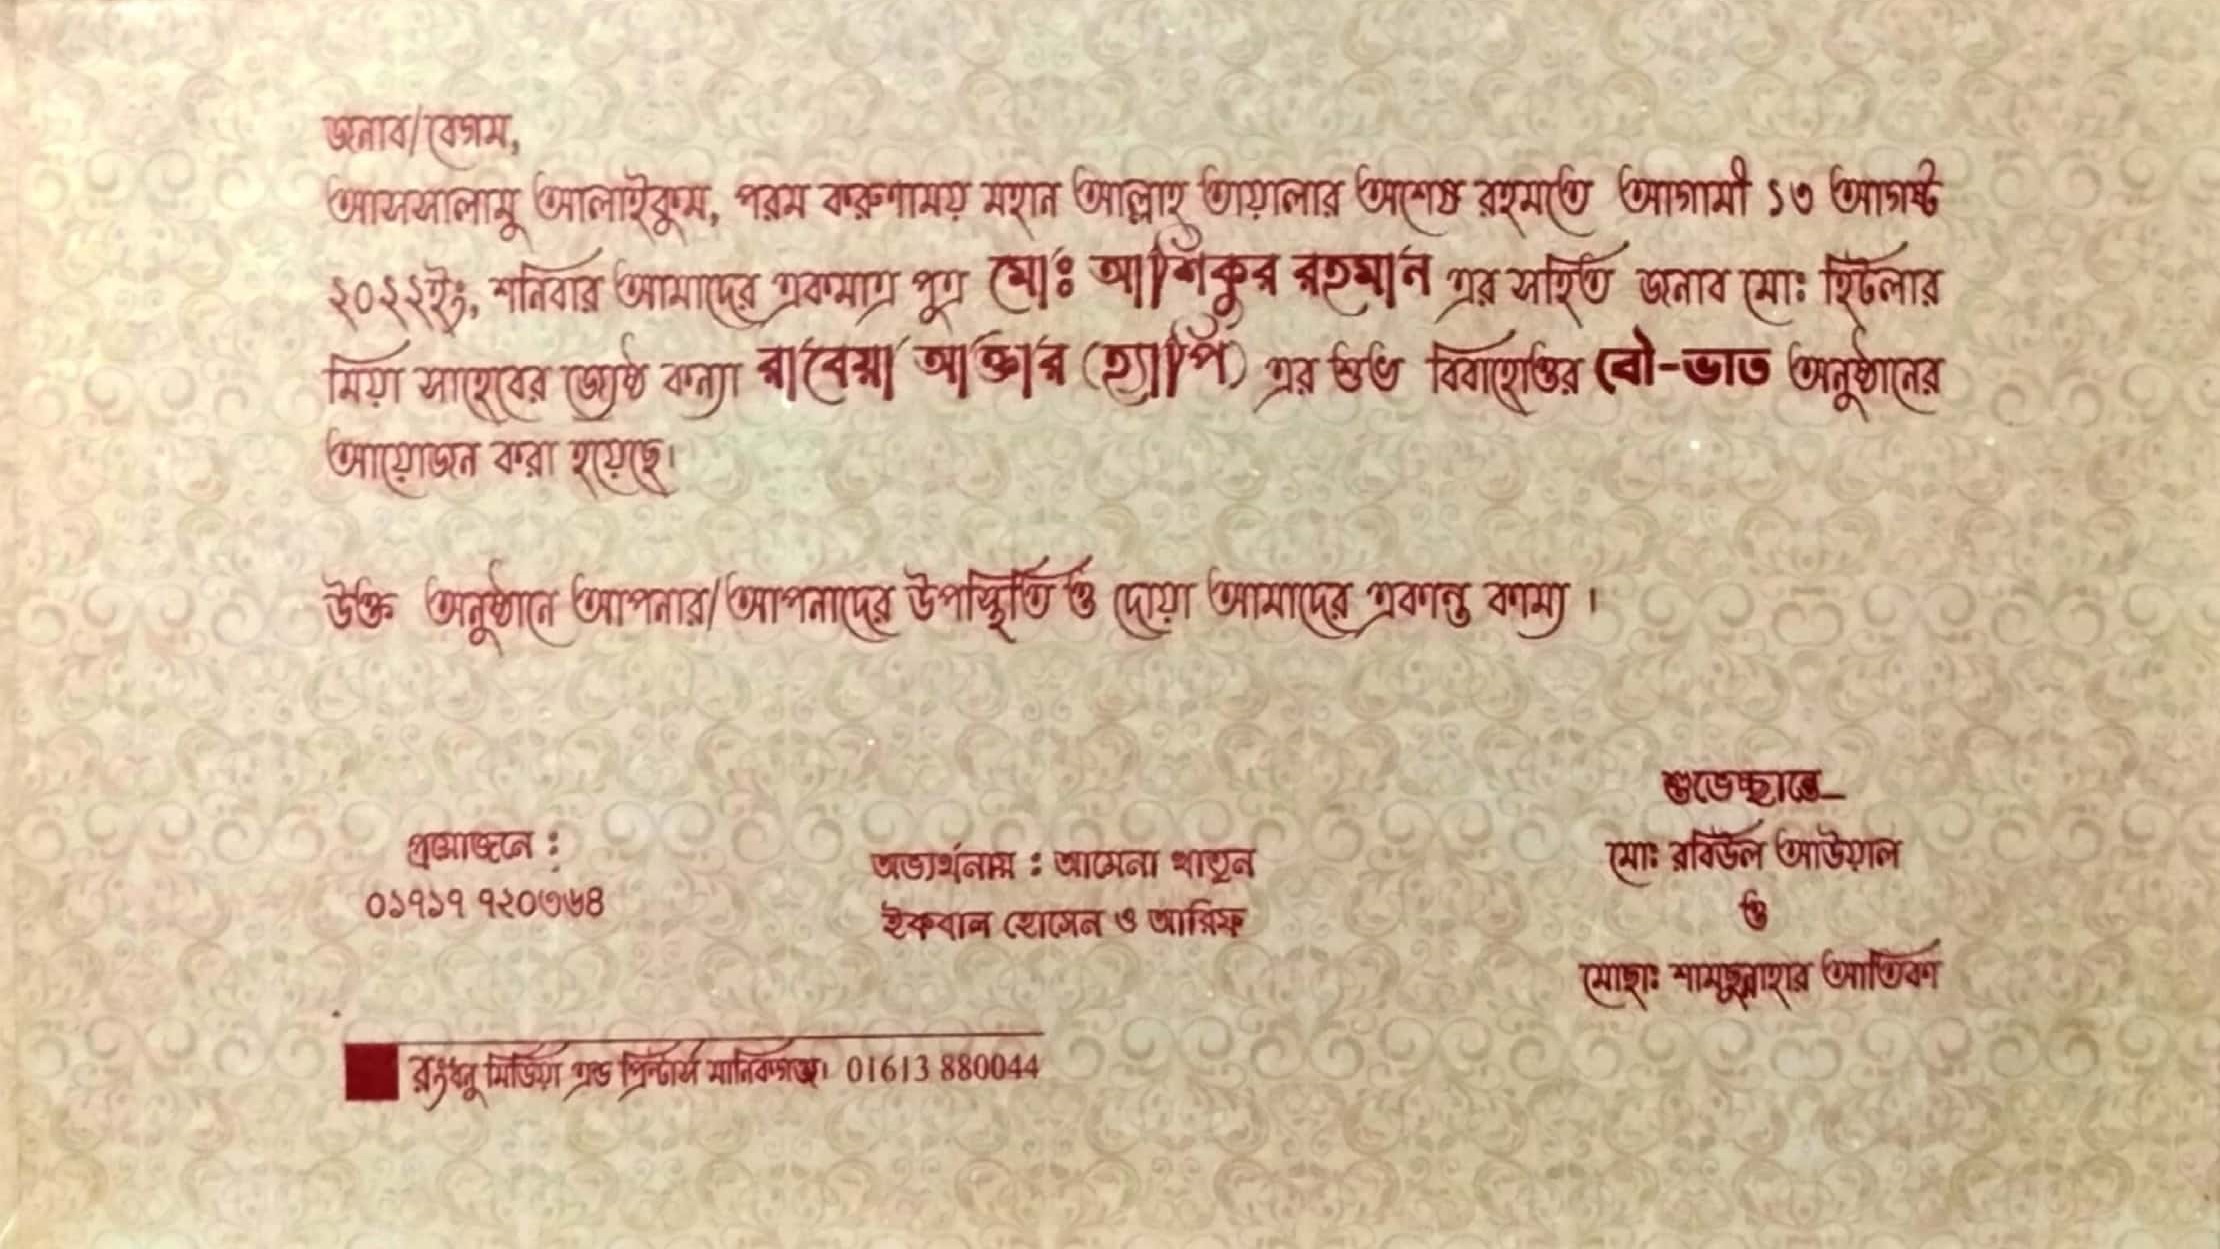 জনাব/বেগম,
আসসালামু আলাইকুম, পরম করুণাময় মহান আল্লাহ তায়ালার অশেষ রহমতে আগামী ১৩ আগষ্ট
২০২২ইং, শনিবার আমাদের একমাত্র পুত্র মোঃ আশিকুর রহমান এর সহিত জনাব মোঃ হিটলার
মিয়া সাহেবের জ্যেষ্ঠ কন্যা রাবেয়া আক্তার (হ্যাপি) এর শুভ বিবাহোত্তর বৌ-ভাত অনুষ্ঠানের
আয়োজন করা হয়েছে।
উক্ত অনুষ্ঠানে আপনার/আপনাদের উপস্থিতি ও দোয়া আমাদের একান্ত কাম্য ।
প্রয়োজনে :
০১৭১৭ ৭২০৩৬৪
অভ্যর্থনায় : আমেনা খাতুন
ইকবাল হোসেন ও আরিফ
শুভেচ্ছান্তে_
মোঃ রবিউল আউয়াল
ও
মোছাঃ শামছুন্নাহার আতিকা
রংধনু মিডিয়া এন্ড প্রিন্টার্স মানিকগঞ্জ। 01613 880044